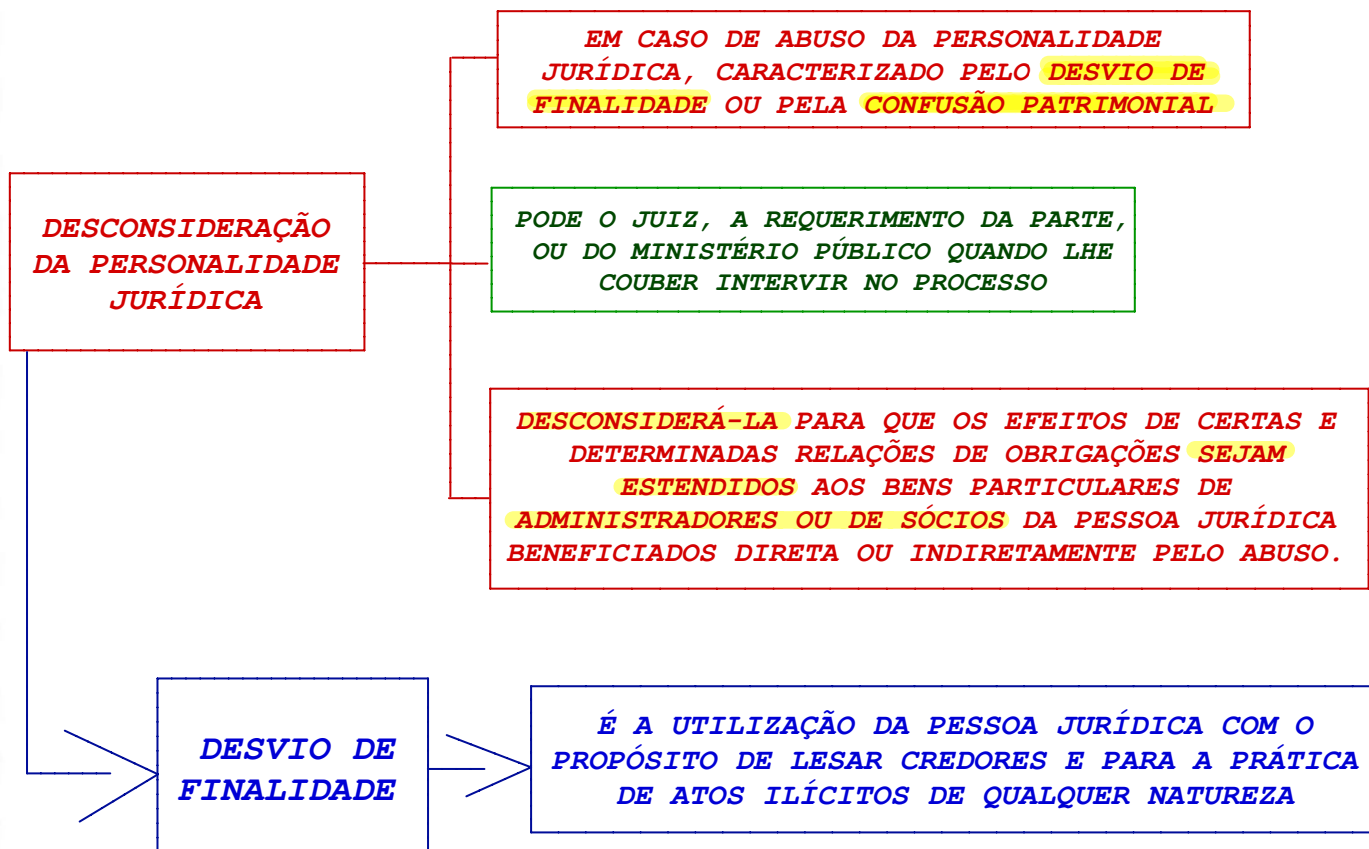 EM CASO DE ABUSO DA PERSONALIDADE
JURÍDICA, CARACTERIZADO PELO DESVIO DE
FINALIDADE OU PELA CONFUSÃO PATRIMONIAL
DESCONSIDERAÇÃO
DA PERSONALIDADE
JURÍDICA
PODE O JUIZ, A REQUERIMENTO DA PARTE,
OU DO MINISTÉRIO PÚBLICO QUANDO LHE
COUBER INTERVIR NO PROCESSO
DESCONSIDERÁ-LA PARA QUE OS EFEITOS DE CERTAS E
DETERMINADAS RELAÇÕES DE OBRIGAÇÕES SEJAM
ESTENDIDOS AOS BENS PARTICULARES DE
ADMINISTRADORES OU DE SÓCIOS DA PESSOA JURÍDICA
BENEFICIADOS DIRETA OU INDIRETAMENTE PELO ABUSO.
DESVIO DE
FINALIDADE
É A UTILIZAÇÃO DA PESSOA JURÍDICA COM O
PROPÓSITO DE LESAR CREDORES E PARA A PRÁTICA
DE ATOS ILÍCITOS DE QUALQUER NATUREZA